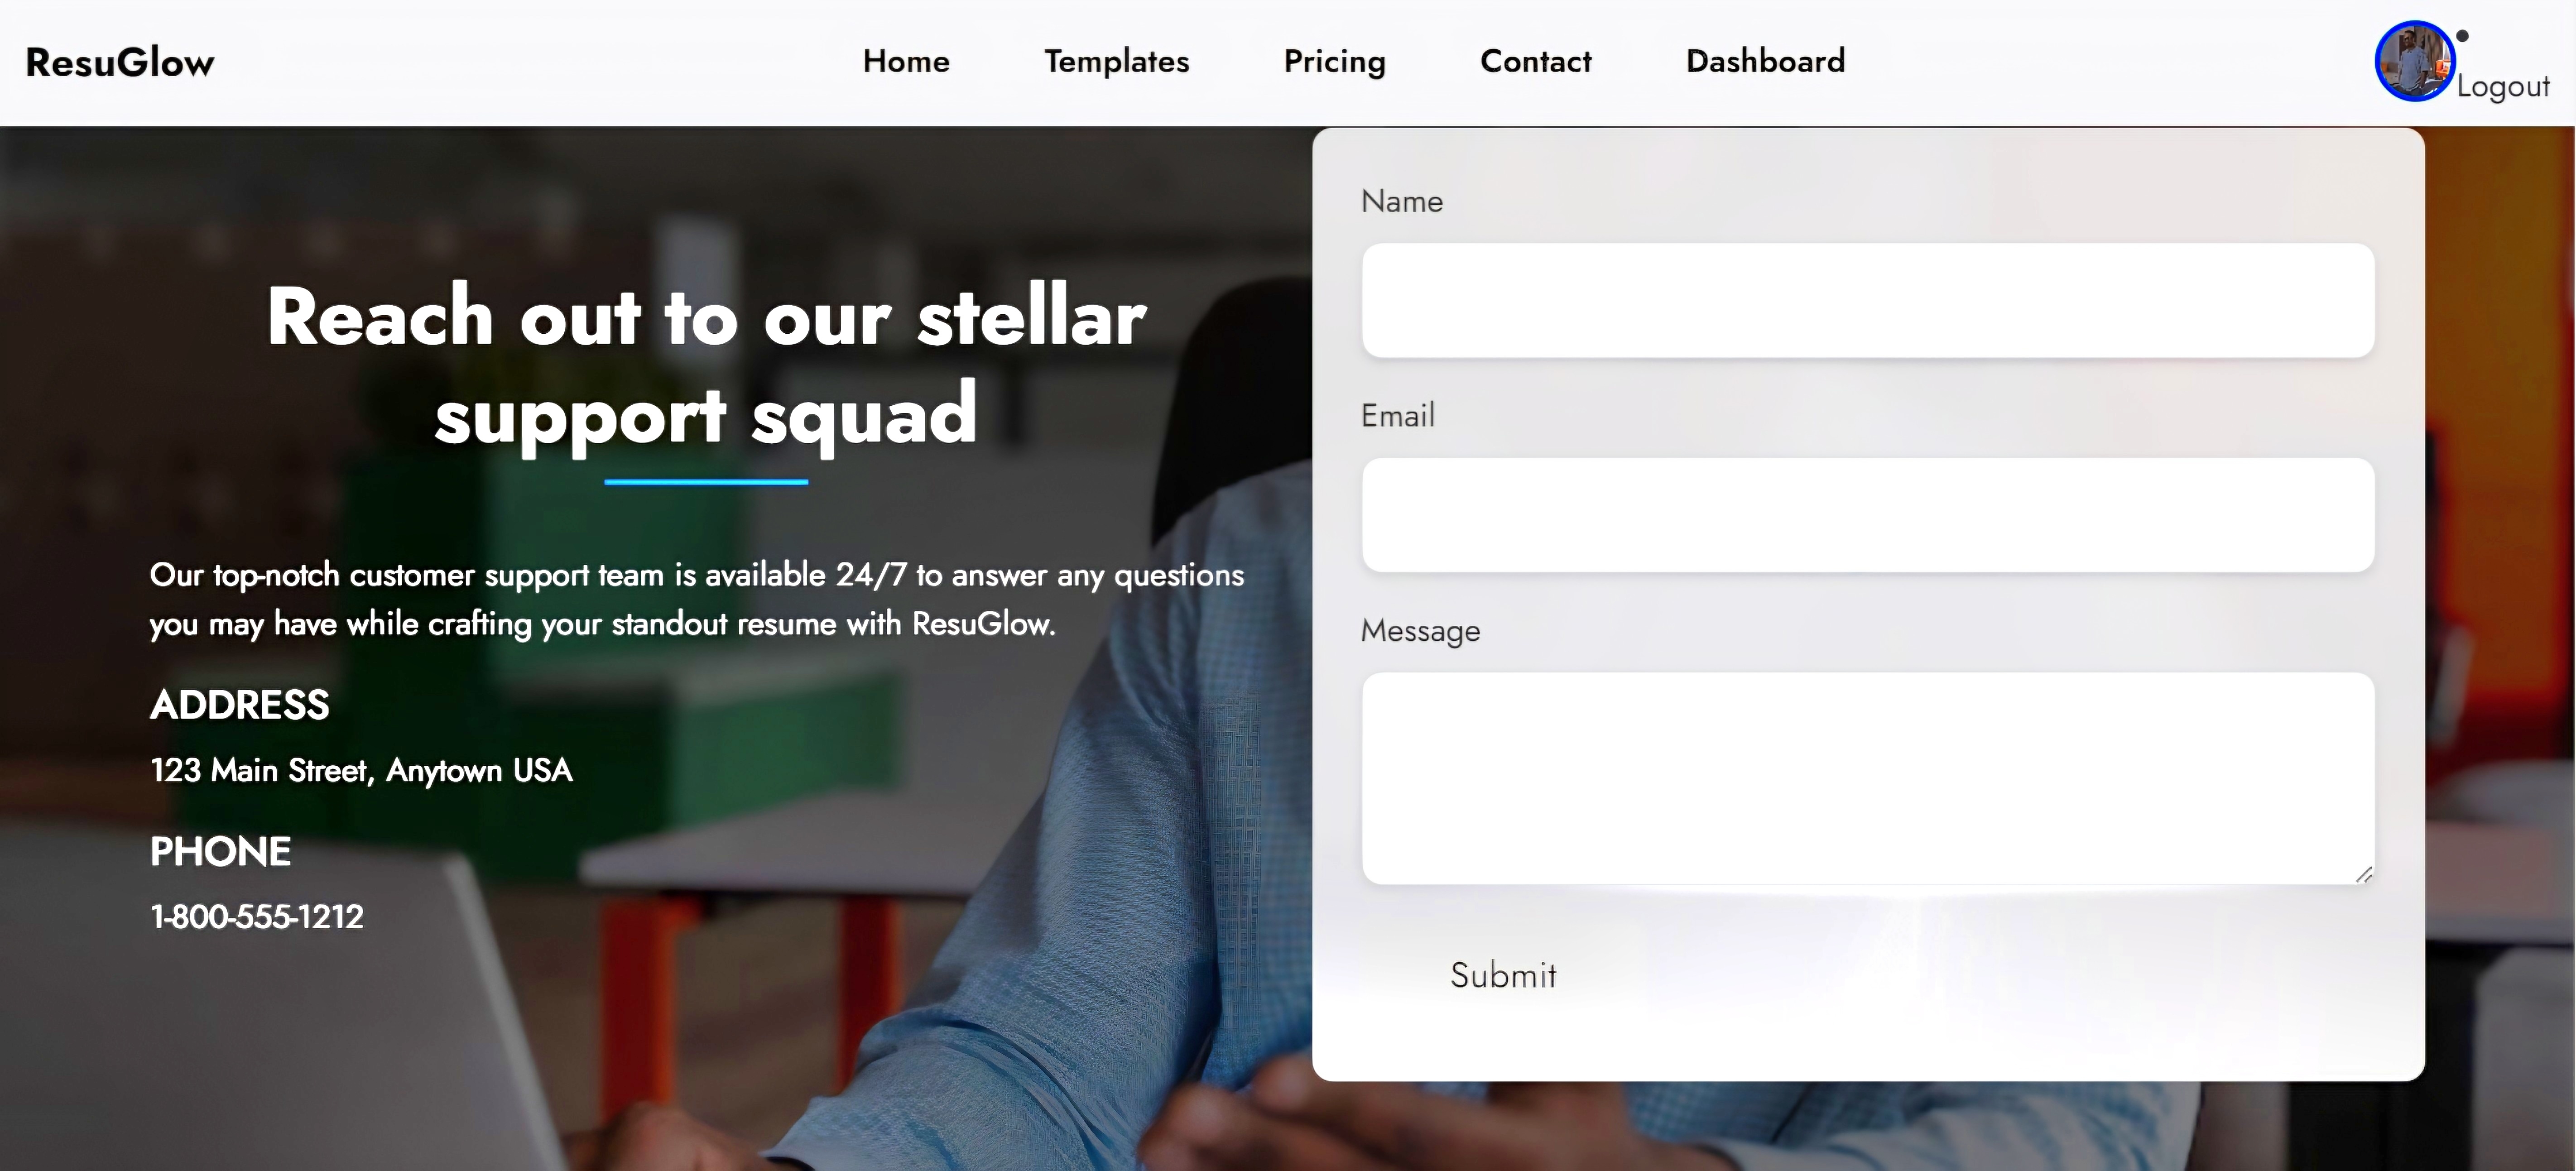 ResuGlow
Home
Templates
Pricing
Contact
Dashboard
Logout
Reach out to our stellar
support squad
Our top-notch customer support team is available 24/7 to answer any questions
you may have while crafting your standout resume with ResuGlow.
ADDRESS
123 Main Street, Anytown USA
PHONE
1-800-555-1212
Name
Email
Message
Submit